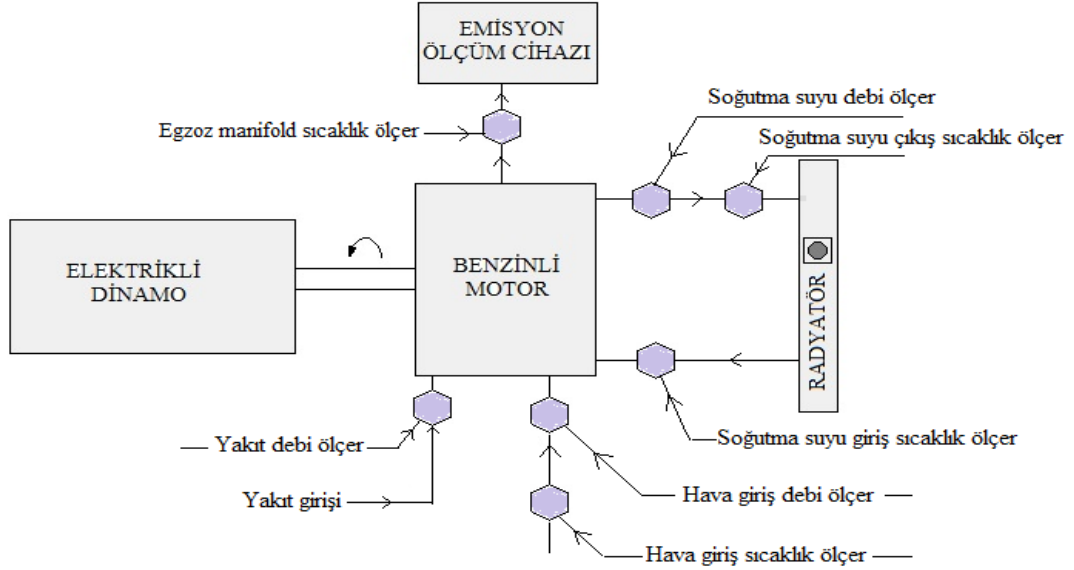 EMİSYON
ÖLÇÜM CİHAZI
Soğutma suyu debi ölçer
Egzoz manifold sıcaklık ölçer
Soğutma suyu çıkış sıcaklık ölçer
ELEKTRİKLİ
DİNAMO
BENZİNLİ
MOTOR
RADYATÖR
Yakıt debi ölçer
Soğutma suyu giriş sıcaklık ölçer
Yakıt girişi
Hava giriş debi ölçer
Hava giriş sıcaklık ölçer